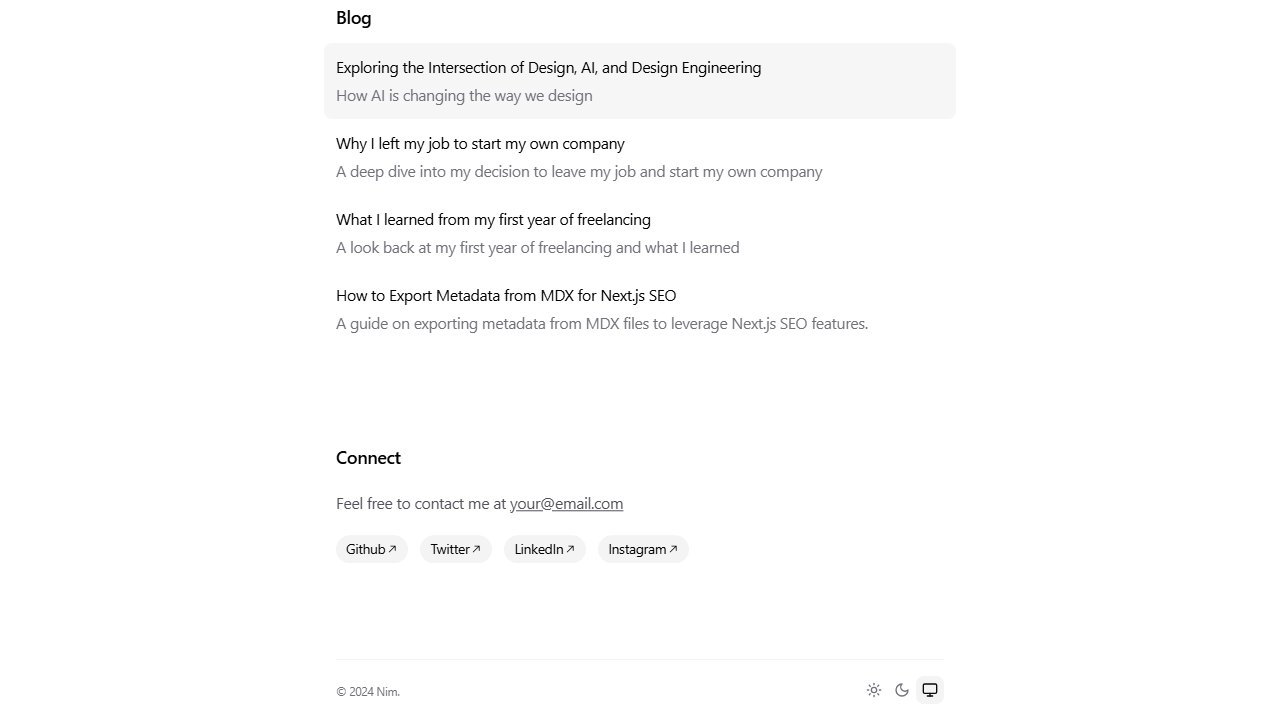 Blog
Exploring the Intersection of Design, AI, and Design Engineering
How AI is changing the way we design
Why I left my job to start my own company
A deep dive into my decision to leave my job and start my own company
What I learned from my first year of freelancing
A look back at my first year of freelancing and what I learned
How to Export Metadata from MDX for Next.js SEO
A guide on exporting metadata from MDX files to leverage Next.js SEO features.
Connect
Feel free to contact me at your@email.com
Github ↗ Twitter ↗ LinkedIn ↗ Instagram ↗
© 2024 Nim.